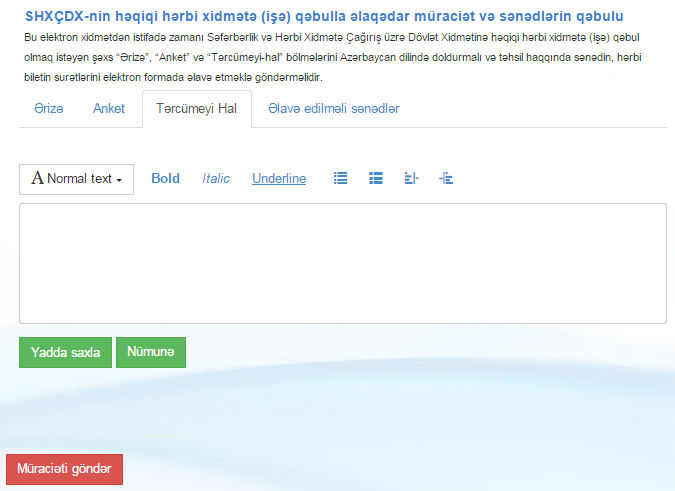 SHXÇDX-nin həqiqi hərbi xidmətə (işə) qəbulla əlaqədar müraciət və sənədlərin qəbulu
Bu elektron xidmətdən istifadə zamanı Səfərbərlik və Hərbi Xidmətə Çağırış üzrə Dövlət Xidmətinə həqiqi hərbi xidmətə (işə) qəbul
olmaq istəyən şəxs “Ərizə”, “Anket” və “Tərcümeyi-hal” bölmələrini Azərbaycan dilində doldurmalı və təhsil haqqında sənədin, hərbi
biletin surətlərini elektron formada əlavə etməklə göndərməlidir.
Ərizə Anket Tərcümeyi Hal Əlavə edilməli sənədlər
A Normal text Bold Italic Underline
Yadda saxla Nümunə
Müraciəti göndər